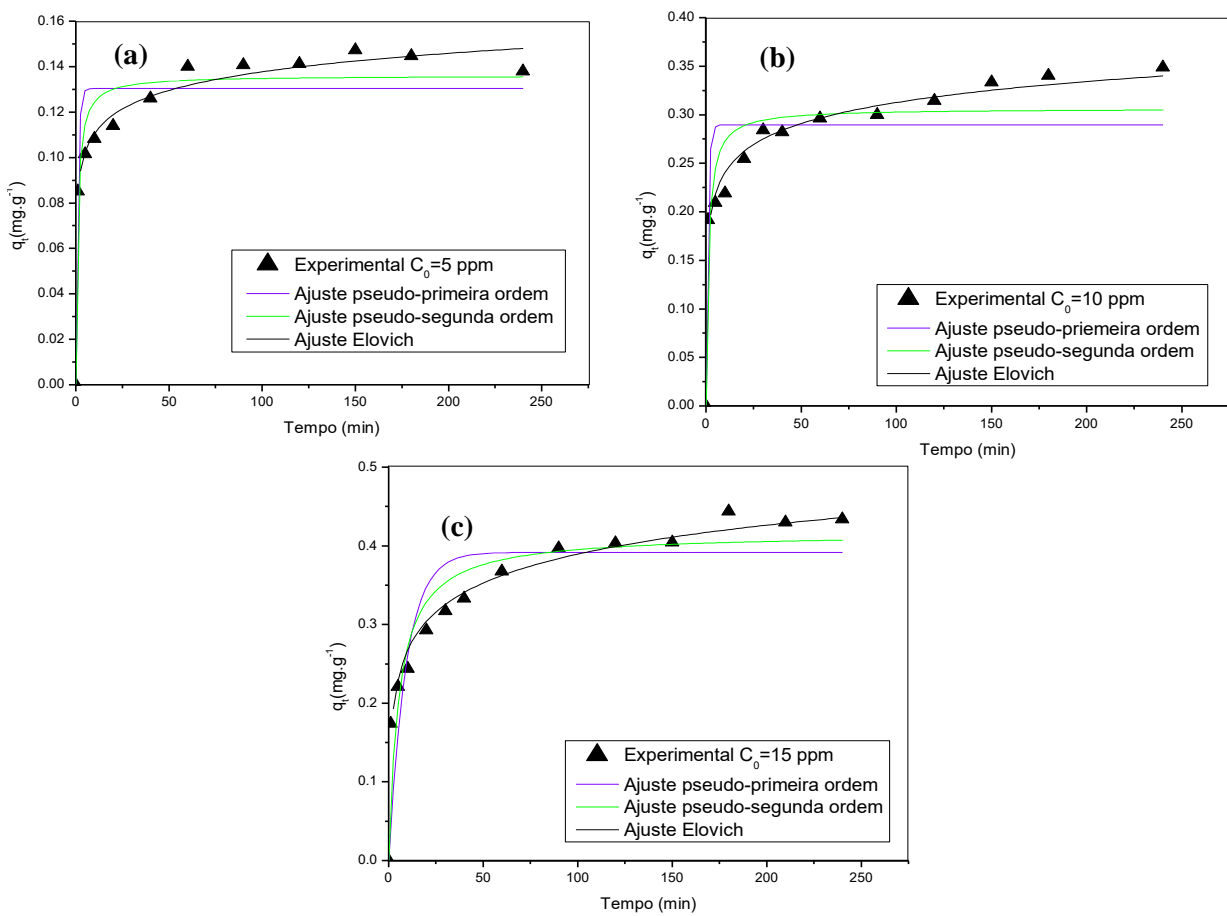 (a)
0.16
0.14
0.12
0.10
0.08
0.06
0.04
0.02
0.00
q_t(mg.g⁻¹)
Experimental C₀=5 ppm
Ajuste pseudo-primeira ordem
Ajuste pseudo-segunda ordem
Ajuste Elovich
0 50 100 150 200 250
Tempo (min)
(b)
0.40
0.35
0.30
0.25
0.20
0.15
0.10
0.05
0.00
q_t(mg.g⁻¹)
Experimental C₀=10 ppm
Ajuste pseudo-priemeira ordem
Ajuste pseudo-segunda ordem
Ajuste Elovich
0 50 100 150 200 250
Tempo (min)
(c)
0.5
0.4
0.3
0.2
0.1
0.0
q_t(mg.g⁻¹)
Experimental C₀=15 ppm
Ajuste pseudo-primeira ordem
Ajuste pseudo-segunda ordem
Ajuste Elovich
0 50 100 150 200 250
Tempo (min)